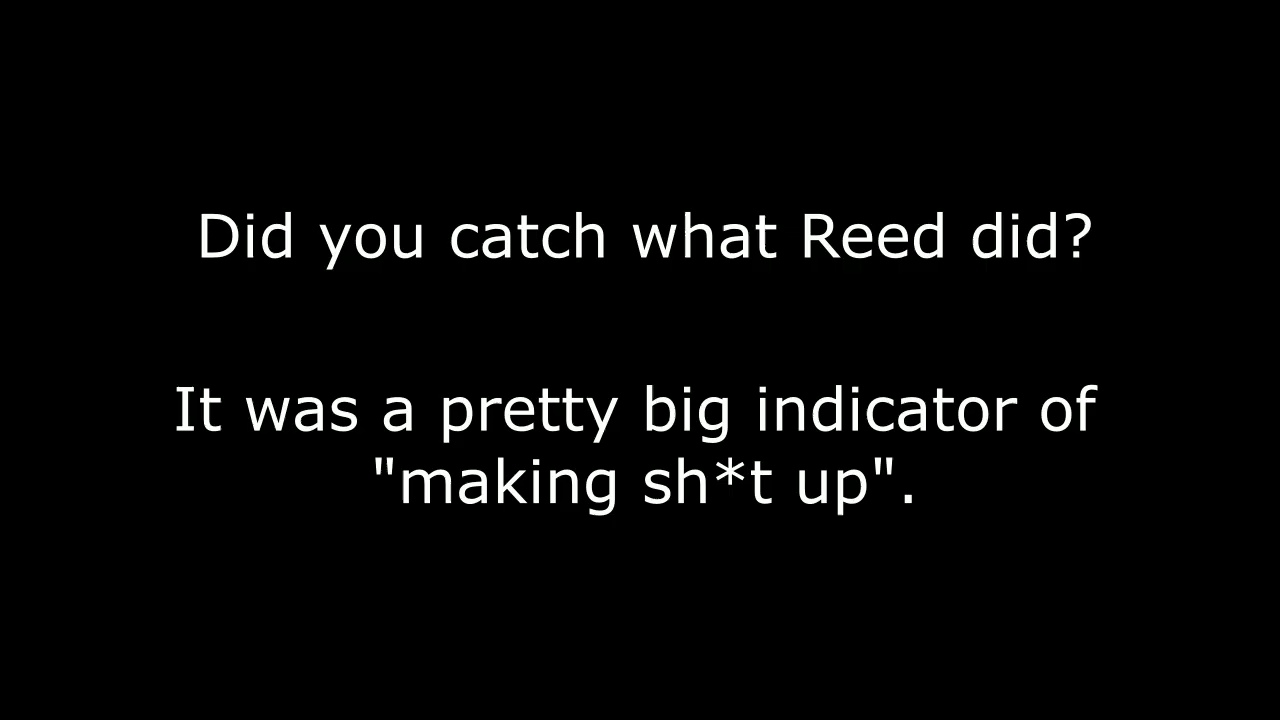 Did you catch what Reed did?
It was a pretty big indicator of
"making sh*t up".